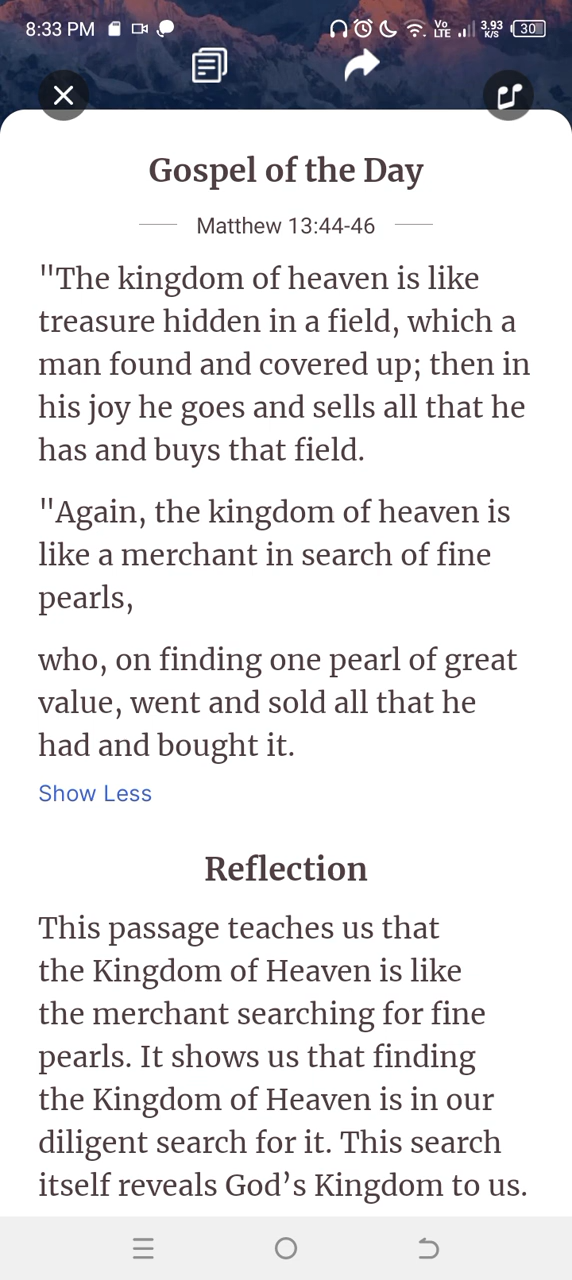 8:33 PM
Vo
LTE
3.93
K/S
30
Gospel of the Day
Matthew 13:44-46
"The kingdom of heaven is like
treasure hidden in a field, which a
man found and covered up; then in
his joy he goes and sells all that he
has and buys that field.
"Again, the kingdom of heaven is
like a merchant in search of fine
pearls,
who, on finding one pearl of great
value, went and sold all that he
had and bought it.
Show Less
Reflection
This passage teaches us that
the Kingdom of Heaven is like
the merchant searching for fine
pearls. It shows us that finding
the Kingdom of Heaven is in our
diligent search for it. This search
itself reveals God’s Kingdom to us.